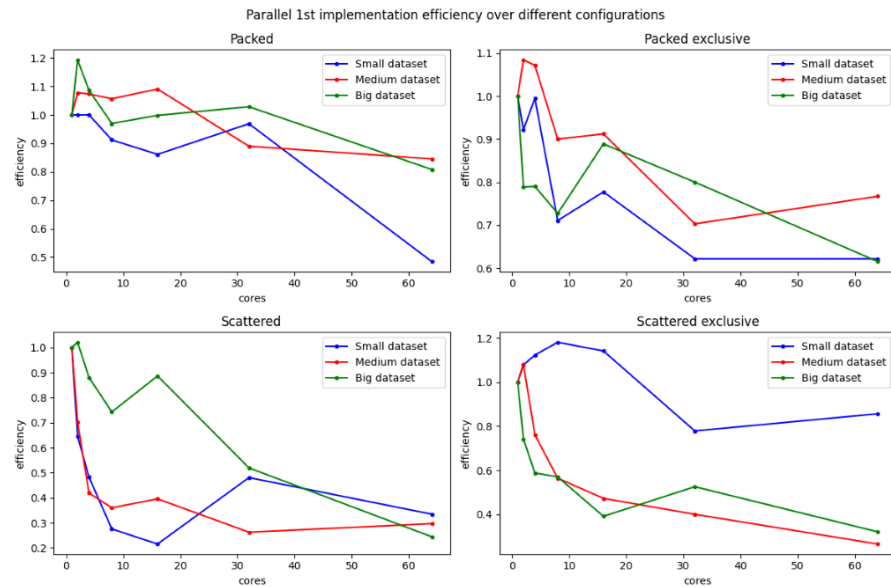 Parallel 1st implementation efficiency over different configurations
Packed
1.2
1.1
1.0
0.9
0.8
0.7
0.6
0.5
efficiency
0 10 20 30 40 50 60
cores
Small dataset
Medium dataset
Big dataset
Packed exclusive
1.1
1.0
0.9
0.8
0.7
0.6
efficiency
0 10 20 30 40 50 60
cores
Small dataset
Medium dataset
Big dataset
Scattered
1.0
0.9
0.8
0.7
0.6
0.5
0.4
0.3
0.2
efficiency
0 10 20 30 40 50 60
cores
Small dataset
Medium dataset
Big dataset
Scattered exclusive
1.2
1.0
0.8
0.6
0.4
efficiency
0 10 20 30 40 50 60
cores
Small dataset
Medium dataset
Big dataset